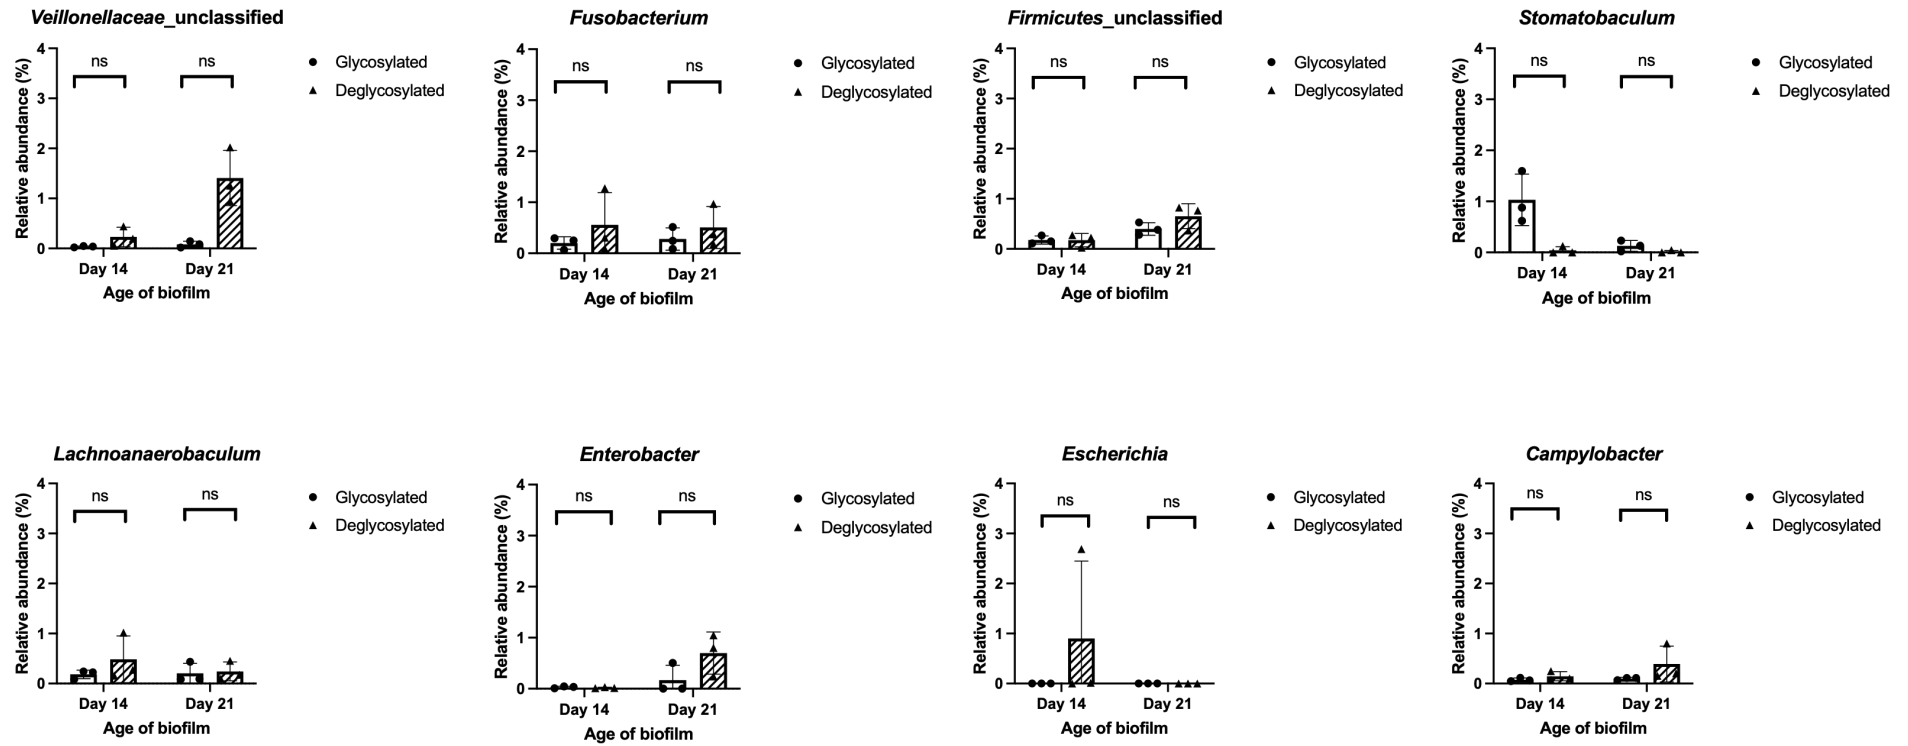 Veillonellaceae_unclassified
4
3
2
1
0
Relative abundance (%)
ns
ns
Day 14
Day 21
Age of biofilm
Glycosylated
Deglycosylated
Fusobacterium
4
3
2
1
0
Relative abundance (%)
ns
ns
Day 14
Day 21
Age of biofilm
Glycosylated
Deglycosylated
Firmicutes_unclassified
4
3
2
1
0
Relative abundance (%)
ns
ns
Day 14
Day 21
Age of biofilm
Glycosylated
Deglycosylated
Stomatobaculum
4
3
2
1
0
Relative abundance (%)
ns
ns
Day 14
Day 21
Age of biofilm
Glycosylated
Deglycosylated
Lachnoanaerobaculum
4
3
2
1
0
Relative abundance (%)
ns
ns
Day 14
Day 21
Age of biofilm
Glycosylated
Deglycosylated
Enterobacter
4
3
2
1
0
Relative abundance (%)
ns
ns
Day 14
Day 21
Age of biofilm
Glycosylated
Deglycosylated
Escherichia
4
3
2
1
0
Relative abundance (%)
ns
ns
Day 14
Day 21
Age of biofilm
Glycosylated
Deglycosylated
Campylobacter
4
3
2
1
0
Relative abundance (%)
ns
ns
Day 14
Day 21
Age of biofilm
Glycosylated
Deglycosylated